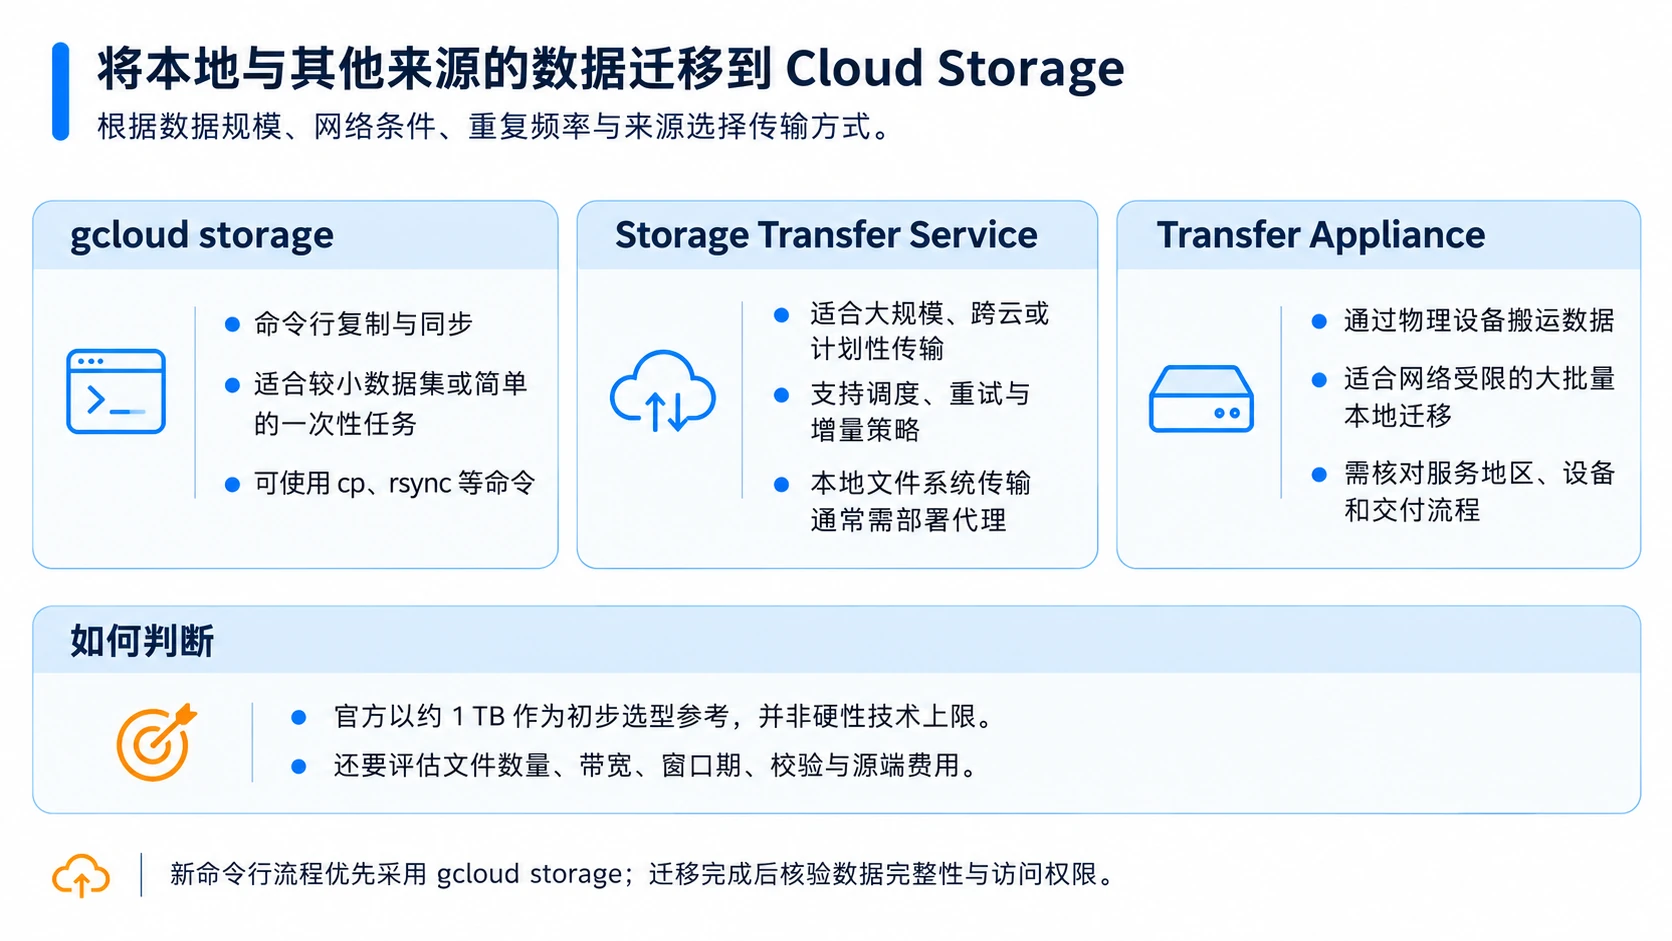 将本地与其他来源的数据迁移到 Cloud Storage
根据数据规模、网络条件、重复频率与来源选择传输方式。
gcloud storage
命令行复制与同步
适合较小数据集或简单
的一次性任务
可使用 cp、rsync 等命令
Storage Transfer Service
适合大规模、跨云或
计划性传输
支持调度、重试与
增量策略
本地文件系统传输
通常需部署代理
Transfer Appliance
通过物理设备搬运数据
适合网络受限的大批量
本地迁移
需核对服务地区、设备
和交付流程
如何判断
官方以约 1 TB 作为初步选型参考，并非硬性技术上限。
还要评估文件数量、带宽、窗口期、校验与源端费用。
新命令行流程优先采用 gcloud storage；迁移完成后核验数据完整性与访问权限。